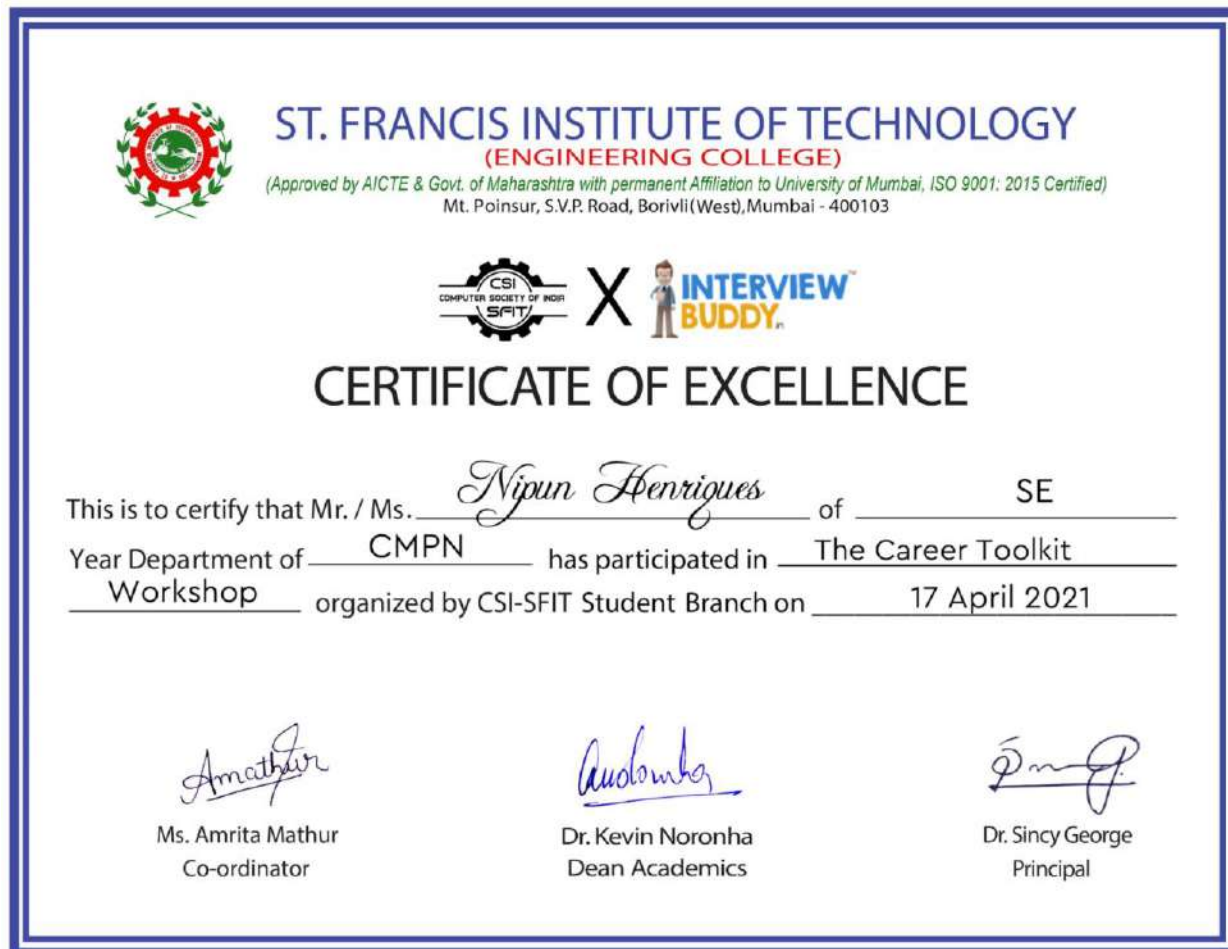 ST. FRANCIS INSTITUTE OF TECHNOLOGY
(ENGINEERING COLLEGE)
(Approved by AICTE & Govt. of Maharashtra with permanent Affiliation to University of Mumbai, ISO 9001: 2015 Certified)
Mt. Poinsur, S.V.P. Road, Borivli(West),Mumbai - 400103
CSI
COMPUTER SOCIETY OF INDIA
SFIT
X
INTERVIEW™
BUDDY.in
CERTIFICATE OF EXCELLENCE
This is to certify that Mr. / Ms. Nipun Henriques of SE
Year Department of CMPN has participated in The Career Toolkit
Workshop organized by CSI-SFIT Student Branch on 17 April 2021
Amathur
Ms. Amrita Mathur Dr. Kevin Noronha Dr. Sincy George
Co-ordinator Dean Academics Principal